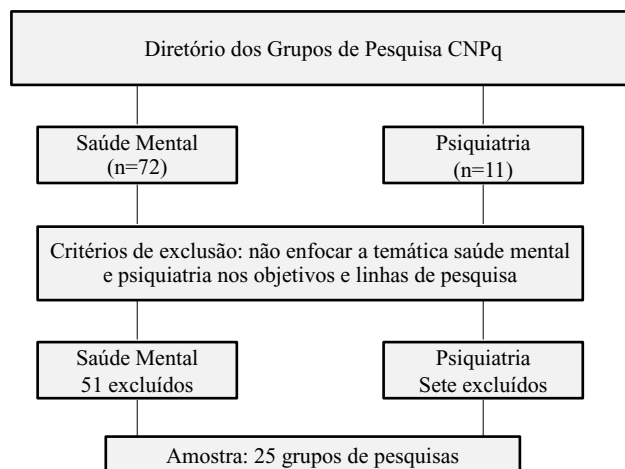 Diretório dos Grupos de Pesquisa CNPq
Saúde Mental
(n=72)
Psiquiatria
(n=11)
Critérios de exclusão: não enfocar a temática saúde mental
e psiquiatria nos objetivos e linhas de pesquisa
Saúde Mental
51 excluídos
Psiquiatria
Sete excluídos
Amostra: 25 grupos de pesquisas